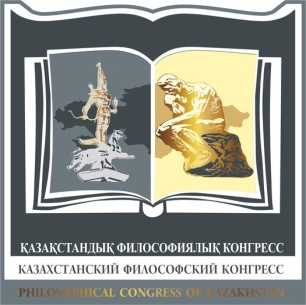 ҚАЗАҚСТАНДЫҚ ФИЛОСОФИЯЛЫҚ КОНГРЕСС
КАЗАХСТАНСКИЙ ФИЛОСОФСКИЙ КОНГРЕСС
PHILOSOPHICAL CONGRESS OF KAZAKHSTAN